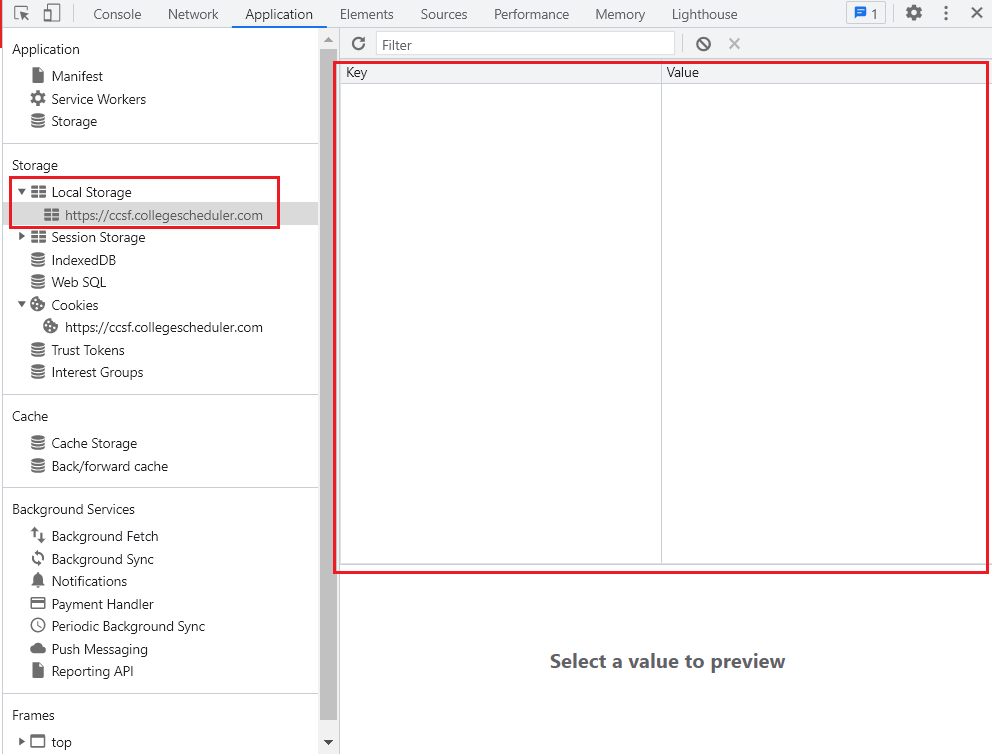 Console Network Application Elements Sources Performance Memory Lighthouse 1
Application
Manifest
Service Workers
Storage
Storage
Local Storage
https://ccsf.collegescheduler.com
Session Storage
IndexedDB
Web SQL
Cookies
https://ccsf.collegescheduler.com
Trust Tokens
Interest Groups
Cache
Cache Storage
Back/forward cache
Background Services
Background Fetch
Background Sync
Notifications
Payment Handler
Periodic Background Sync
Push Messaging
Reporting API
Frames
top
Filter
Key Value
Select a value to preview